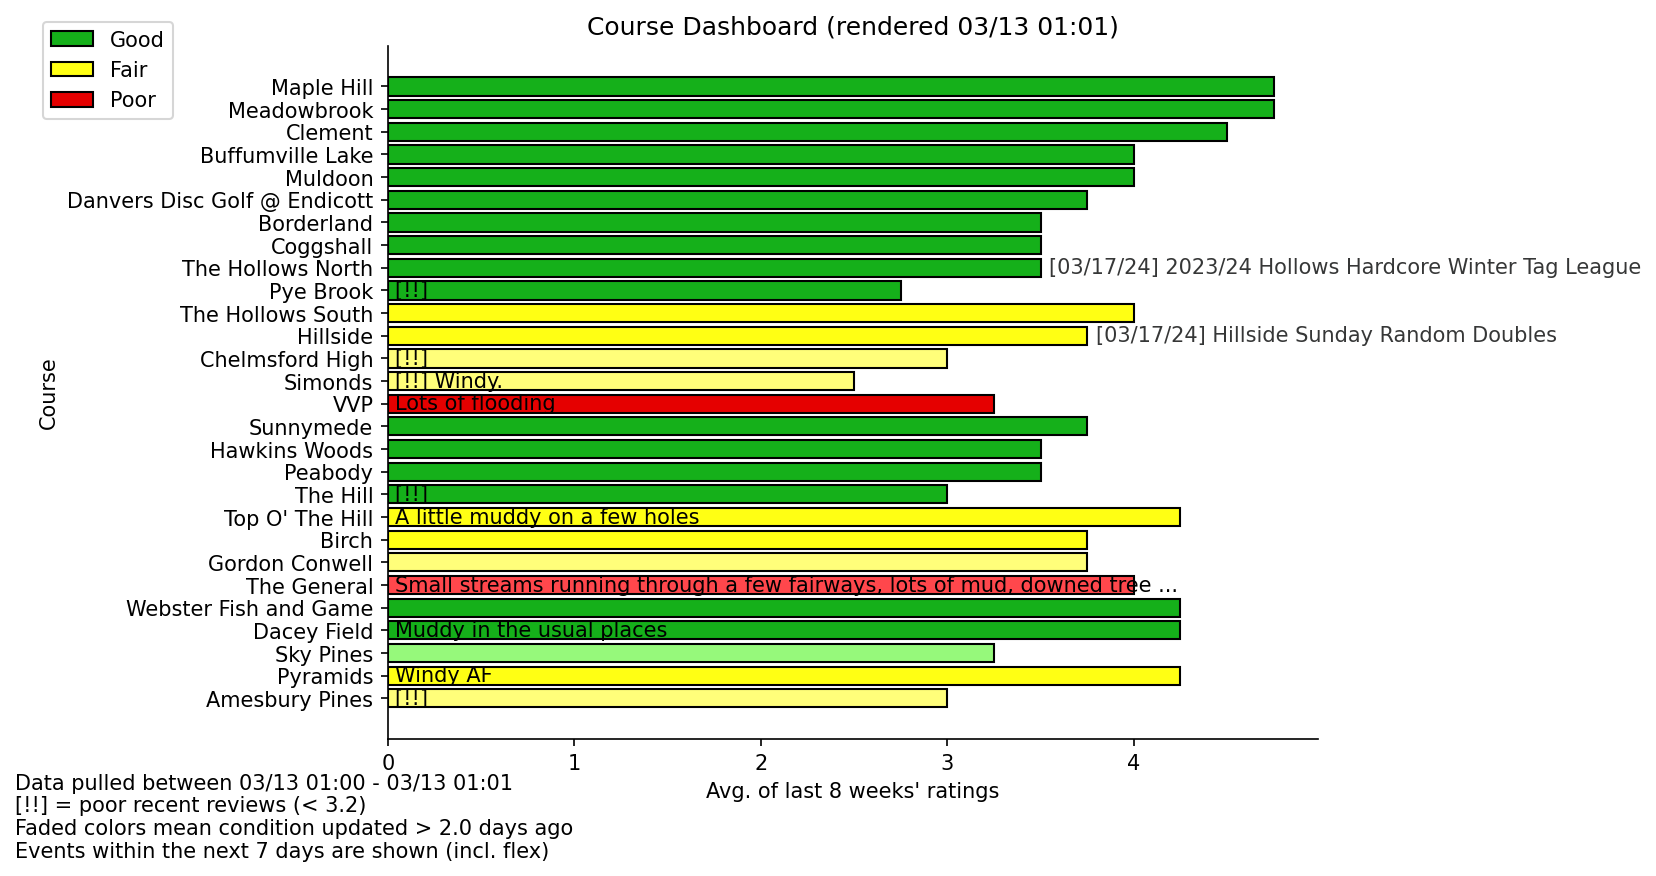 Course Dashboard (rendered 03/13 01:01)
Good
Fair
Poor
Course
Maple Hill
Meadowbrook
Clement
Buffumville Lake
Muldoon
Danvers Disc Golf @ Endicott
Borderland
Coggshall
The Hollows North [03/17/24] 2023/24 Hollows Hardcore Winter Tag League
Pye Brook [!!]
The Hollows South
Hillside [03/17/24] Hillside Sunday Random Doubles
Chelmsford High [!!]
Simonds [!!] Windy.
VVP Lots of flooding
Sunnymede
Hawkins Woods
Peabody
The Hill [!!]
Top O' The Hill A little muddy on a few holes
Birch
Gordon Conwell
The General Small streams running through a few fairways, lots of mud, downed tree ...
Webster Fish and Game
Dacey Field Muddy in the usual places
Sky Pines
Pyramids Windy AF
Amesbury Pines [!!]
0 1 2 3 4
Avg. of last 8 weeks' ratings
Data pulled between 03/13 01:00 - 03/13 01:01
[!!] = poor recent reviews (< 3.2)
Faded colors mean condition updated > 2.0 days ago
Events within the next 7 days are shown (incl. flex)